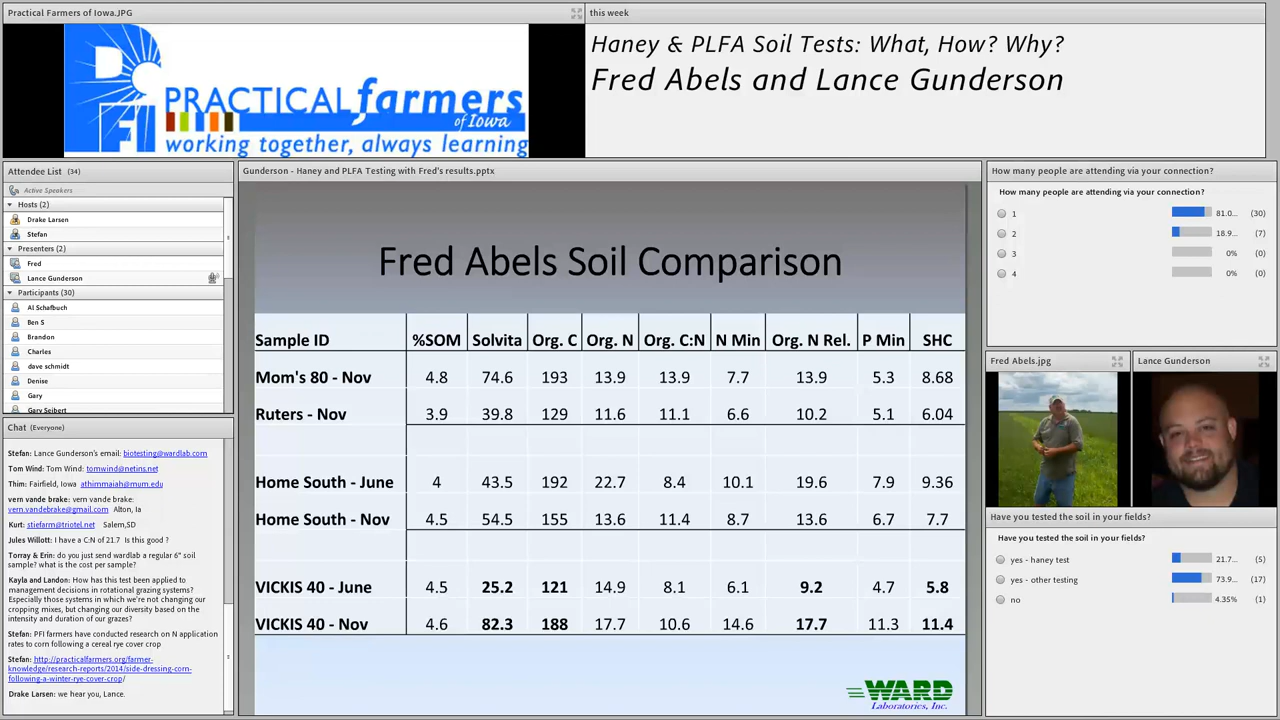 Practical Farmers of Iowa.JPG
PRACTICAL farmers
of Iowa
working together, always learning
PFI
this week
Haney & PLFA Soil Tests: What, How? Why?
Fred Abels and Lance Gunderson
Attendee List (34)
Active Speakers
Hosts (2)
Drake Larsen
Stefan
Presenters (2)
Fred
Lance Gunderson
Participants (30)
Al Schafbuch
Ben S
Brandon
Charles
dave schmidt
Denise
Gary
Gary Seibert
Chat (Everyone)
Stefan: Lance Gunderson's email: biotesting@wardlab.com
Tom Wind: Tom Wind: tomwind@netins.net
Thim: Fairfield, Iowa athimmaiah@mum.edu
vern vande brake: vern vande brake:
vern.vandebrake@gmail.com Alton, Ia
Kurt: stiefarm@triotel.net Salem,SD
Jules Willott: I have a C:N of 21.7 Is this good ?
Torray & Erin: do you just send wardlab a regular 6" soil
sample? what is the cost per sample?
Kayla and Landon: How has this test been applied to
management decisions in rotational grazing systems?
Especially those systems in which we're not changing our
cropping mixes, but changing our diversity based on the
intensity and duration of our grazes?
Stefan: PFI farmers have conducted research on N application
rates to corn following a cereal rye cover crop
Stefan: http://practicalfarmers.org/farmer-
knowledge/research-reports/2014/side-dressing-corn-
following-a-winter-rye-cover-crop/
Drake Larsen: we hear you, Lance.
Gunderson - Haney and PLFA Testing with Fred's results.pptx
Fred Abels Soil Comparison
Sample ID %SOM Solvita Org. C Org. N Org. C:N N Min Org. N Rel. P Min SHC
Mom's 80 - Nov 4.8 74.6 193 13.9 13.9 7.7 13.9 5.3 8.68
Ruters - Nov 3.9 39.8 129 11.6 11.1 6.6 10.2 5.1 6.04
Home South - June 4 43.5 192 22.7 8.4 10.1 19.6 7.9 9.36
Home South - Nov 4.5 54.5 155 13.6 11.4 8.7 13.6 6.7 7.7
VICKIS 40 - June 4.5 25.2 121 14.9 8.1 6.1 9.2 4.7 5.8
VICKIS 40 - Nov 4.6 82.3 188 17.7 10.6 14.6 17.7 11.3 11.4
WARD
Laboratories, Inc.
How many people are attending via your connection?
How many people are attending via your connection?
1 81.0... (30)
2 18.9... (7)
3 0% (0)
4 0% (0)
Fred Abels.jpg
Lance Gunderson
Have you tested the soil in your fields?
Have you tested the soil in your fields?
yes - haney test 21.7... (5)
yes - other testing 73.9... (17)
no 4.35% (1)